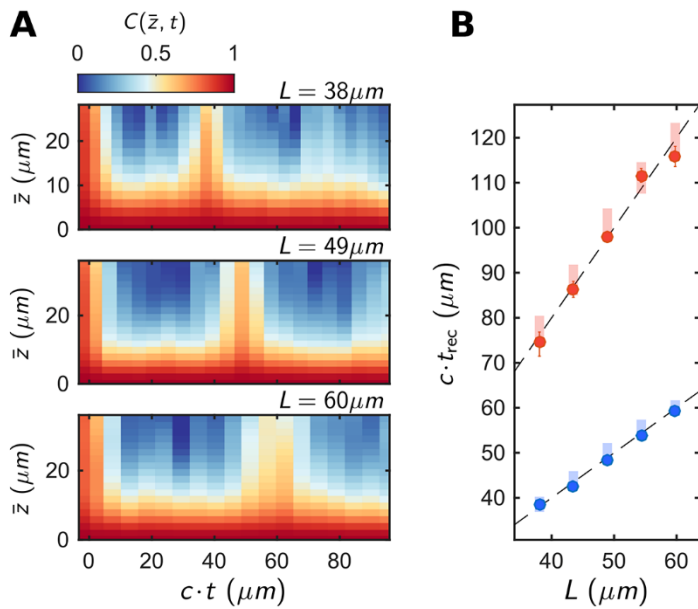 A
C(z̄, t)
0 0.5 1
L = 38μm
z̄ (μm)
20
10
0
L = 49μm
z̄ (μm)
20
0
L = 60μm
z̄ (μm)
20
0
0 20 40 60 80
c·t (μm)
B
c·t_rec (μm)
120
110
100
90
80
70
60
50
40
40 50 60
L (μm)